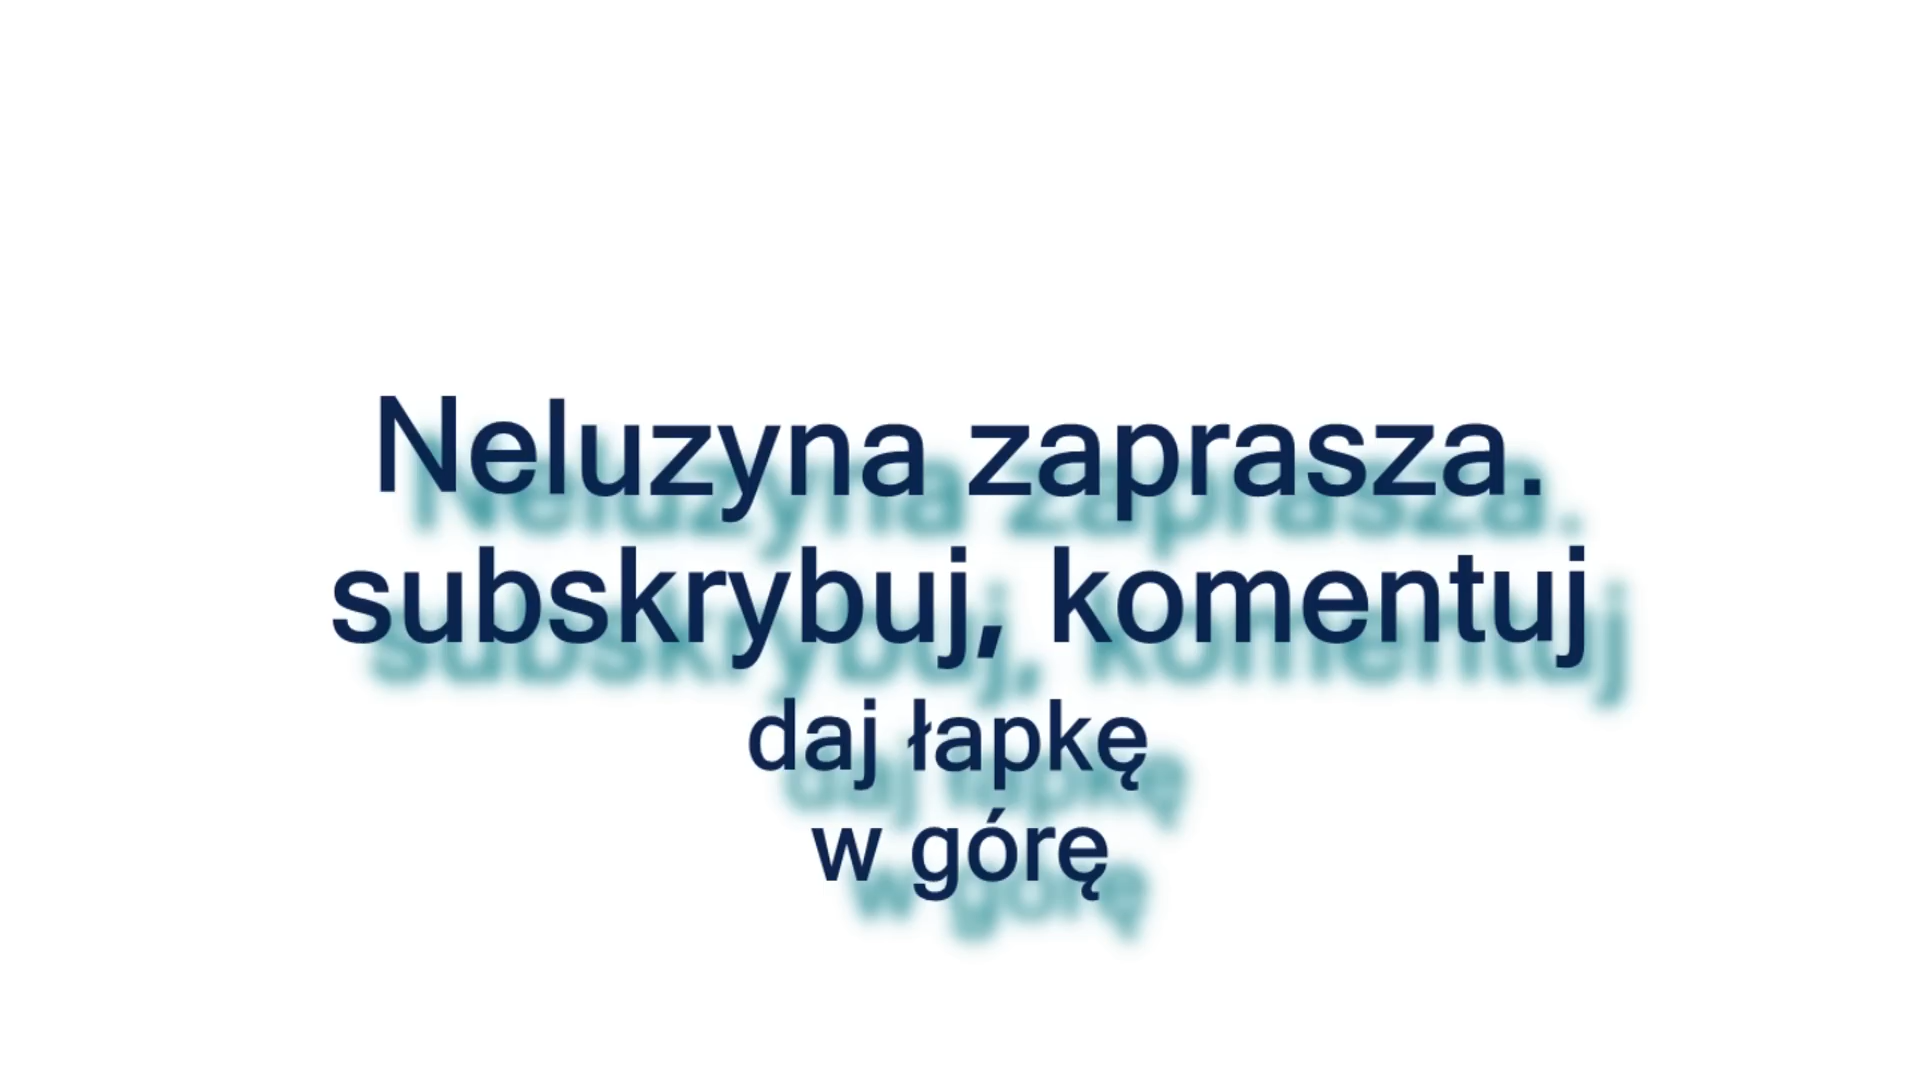 Neluzyna zaprasza.
subskrybuj, komentuj
daj łapkę
w górę